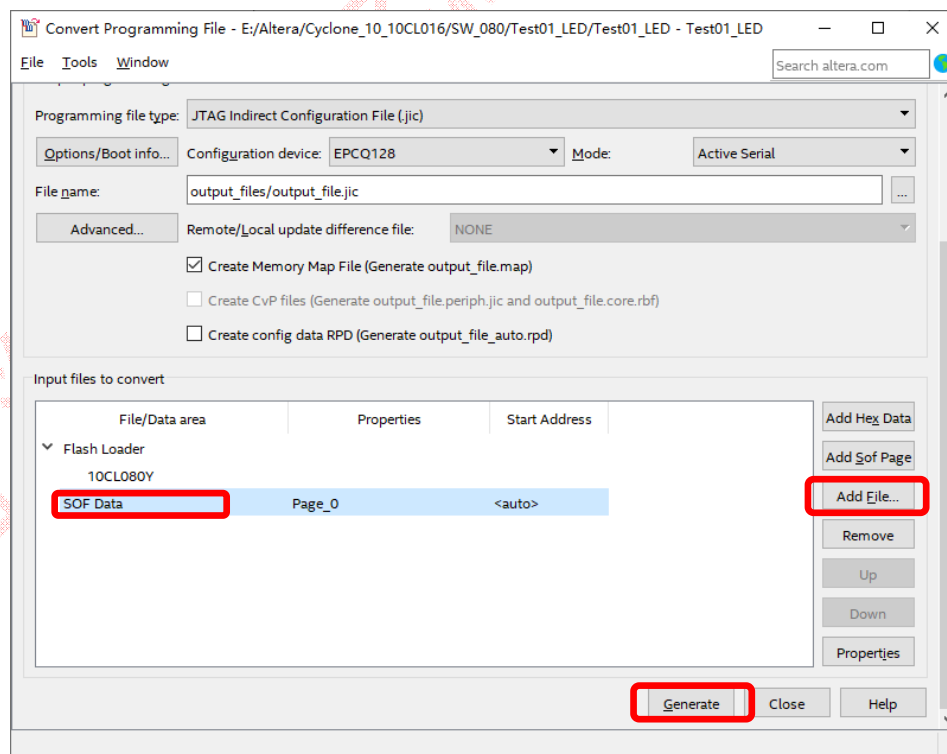 Convert Programming File - E:/Altera/Cyclone_10_10CL016/SW_080/Test01_LED/Test01_LED - Test01_LED
File Tools Window
Search altera.com
Programming file type: JTAG Indirect Configuration File (.jic)
Options/Boot info... Configuration device: EPCQ128 Mode: Active Serial
File name: output_files/output_file.jic ...
Advanced... Remote/Local update difference file: NONE
Create Memory Map File (Generate output_file.map)
Create CvP files (Generate output_file.periph.jic and output_file.core.rbf)
Create config data RPD (Generate output_file_auto.rpd)
Input files to convert
File/Data area Properties Start Address
Add Hex Data
Flash Loader
Add Sof Page
10CL080Y
SOF Data Page_0 <auto>
Add File...
Remove
Up
Down
Properties
Generate Close Help